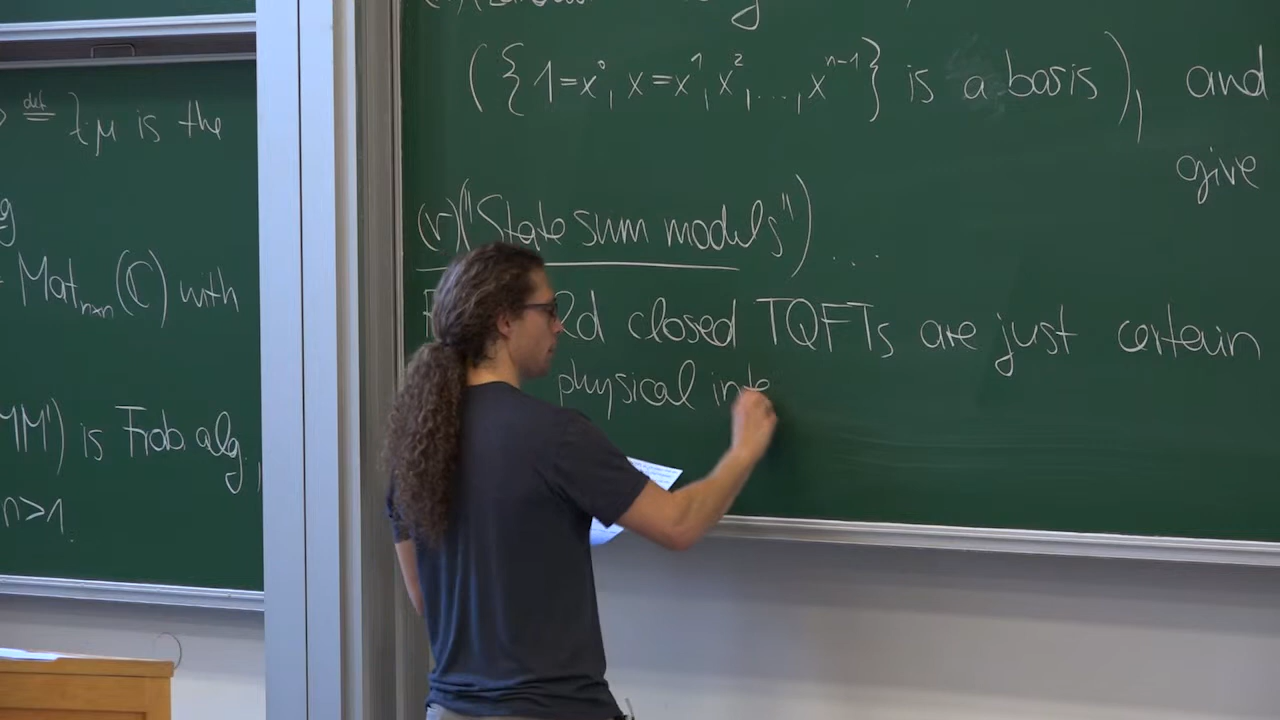 def = } μ is the
Mat_{n×n}(ℂ) with
MM') is Frob. alg.,
n>1.
({1=x⁰, x=x¹, x², ..., x^{n-1}} is a basis), and
give
(v) ("State sum models") ...
2d closed TQFTs are just certain
physical inte